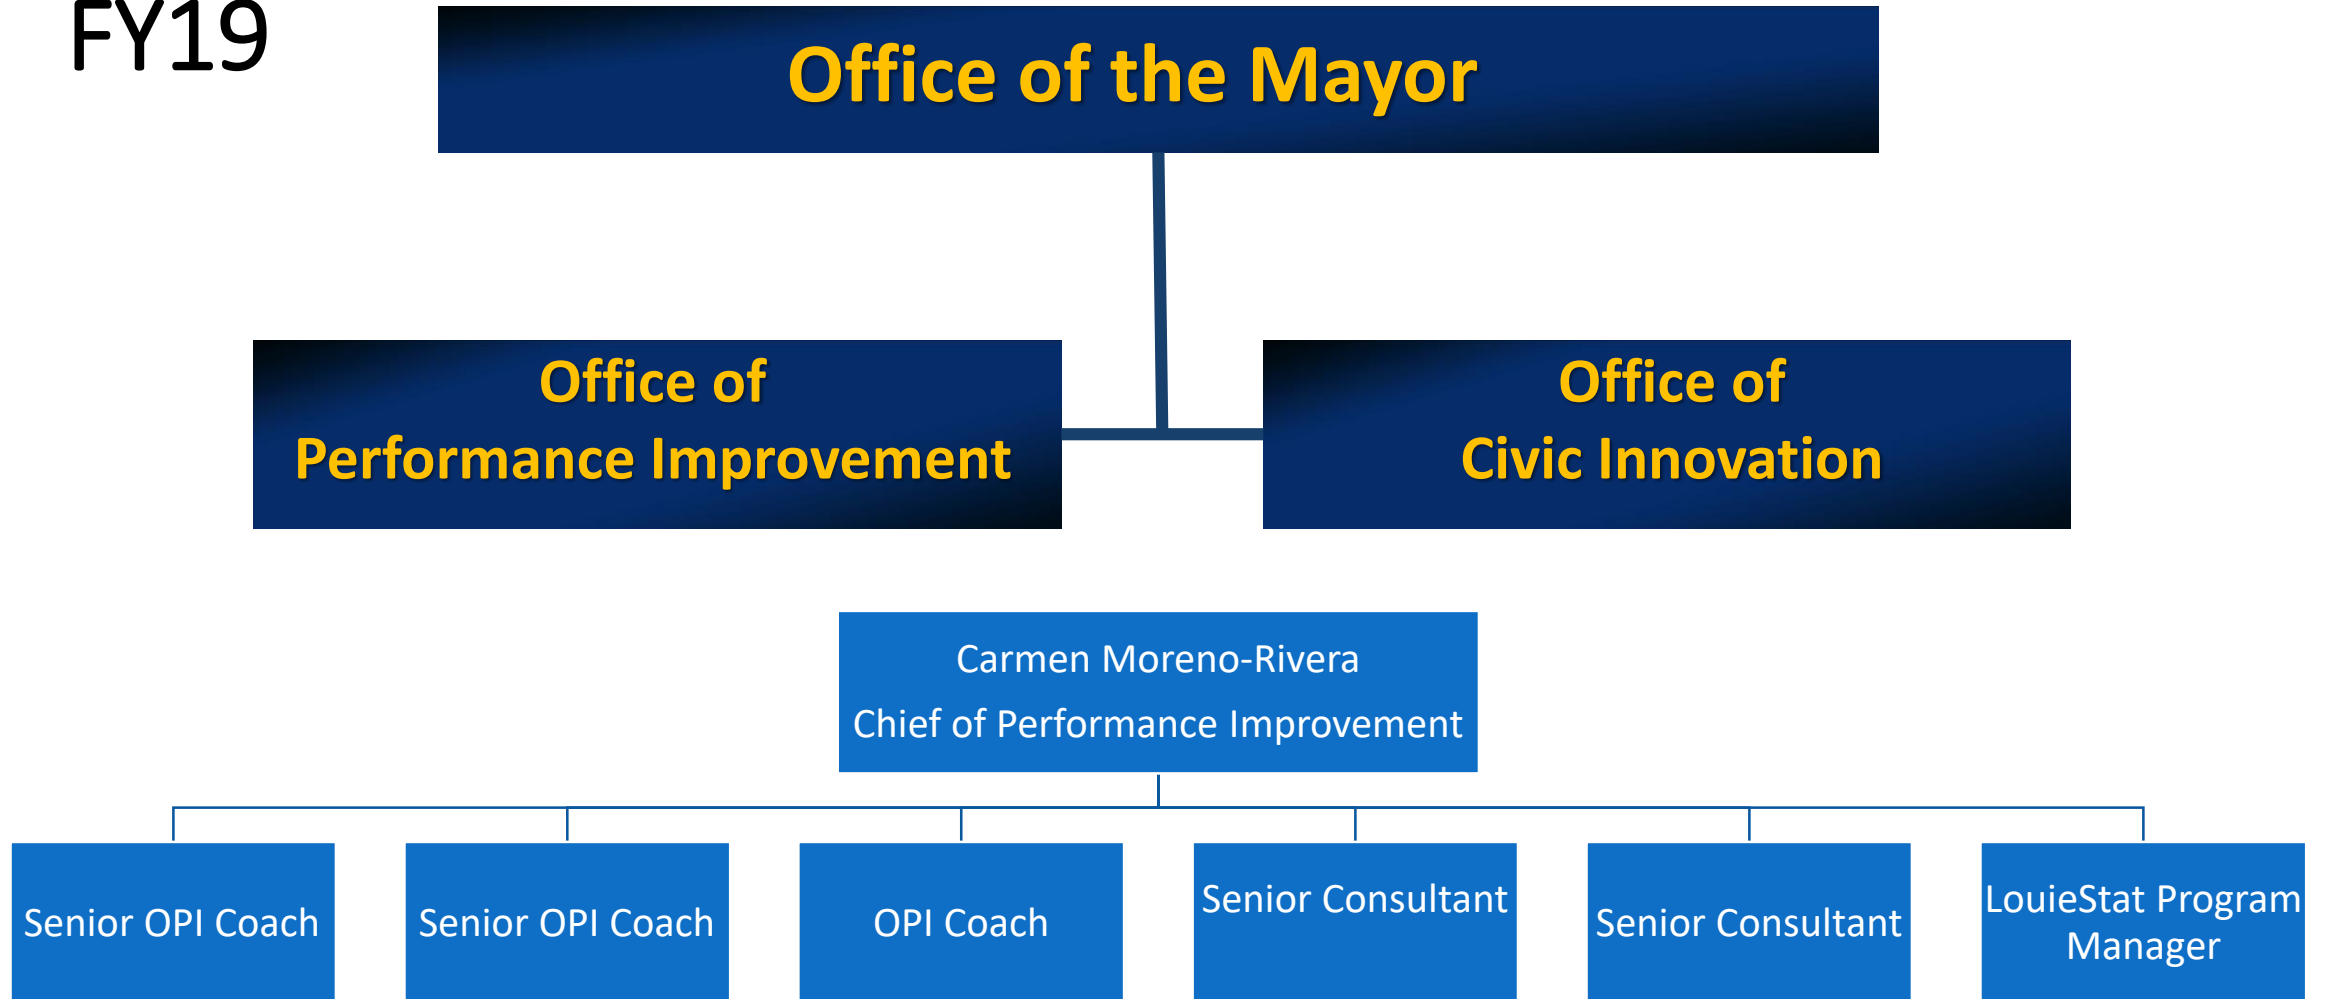 FY19
Office of the Mayor
Office of
Performance Improvement
Office of
Civic Innovation
Carmen Moreno-Rivera
Chief of Performance Improvement
Senior OPI Coach
Senior OPI Coach
OPI Coach
Senior Consultant
Senior Consultant
LouieStat Program
Manager